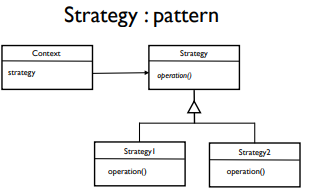 Strategy : pattern
Context
strategy
Strategy
operation()
Strategy1
operation()
Strategy2
operation()